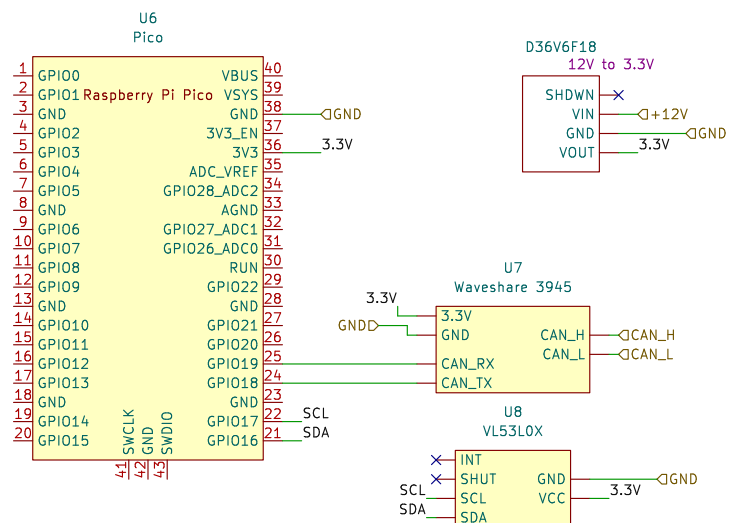 U6
Pico
Raspberry Pi Pico
1 GPIO0 VBUS 40
2 GPIO1 VSYS 39
3 GND GND 38 GND
4 GPIO2 3V3_EN 37
5 GPIO3 3V3 36 3.3V
6 GPIO4 ADC_VREF 35
7 GPIO5 GPIO28_ADC2 34
8 GND AGND 33
9 GPIO6 GPIO27_ADC1 32
10 GPIO7 GPIO26_ADC0 31
11 GPIO8 RUN 30
12 GPIO9 GPIO22 29
13 GND GND 28
14 GPIO10 GPIO21 27
15 GPIO11 GPIO20 26
16 GPIO12 GPIO19 25
17 GPIO13 GPIO18 24
18 GND GND 23
19 GPIO14 GPIO17 22 SCL
20 GPIO15 GPIO16 21 SDA
SWCLK GND SWDIO
41 42 43
D36V6F18
12V to 3.3V
SHDWN
VIN +12V
GND GND
VOUT 3.3V
U7
Waveshare 3945
3.3V 3.3V
GND GND CAN_H CAN_H
CAN_L CAN_L
CAN_RX
CAN_TX
U8
VL53L0X
INT
SHUT GND GND
SCL SCL VCC 3.3V
SDA SDA